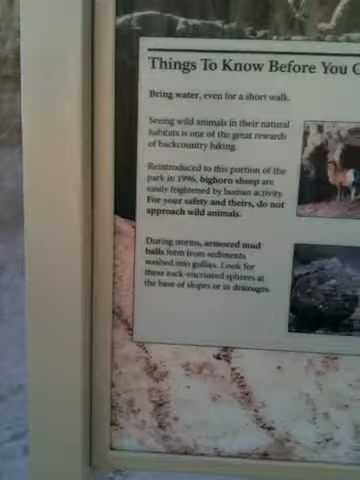 Things To Know Before You
Bring water, even for a short walk.
Seeing wild animals in their natural
habitats is one of the great rewards
of backcountry hiking.
Reintroduced to this portion of the
park in 1996, bighorn sheep are
easily frightened by human activity.
For your safety and theirs, do not
approach wild animals.
During storms, armored mud
balls form from sediments
washed into gullies. Look for
these rock-encrusted spheres at
the base of slopes or in drainages.